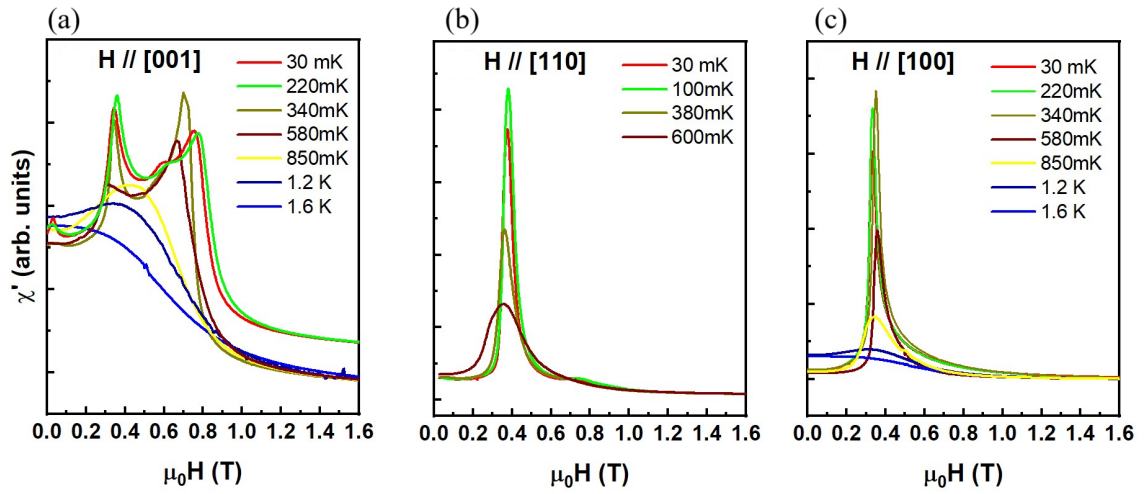 (a)
H // [001]
30 mK
220mK
340mK
580mK
850mK
1.2 K
1.6 K
χ' (arb. units)
0.0 0.2 0.4 0.6 0.8 1.0 1.2 1.4 1.6
μ0H (T)
(b)
H // [110]
30 mK
100mK
380mK
600mK
0.0 0.2 0.4 0.6 0.8 1.0 1.2 1.4 1.6
μ0H (T)
(c)
H // [100]
30 mK
220mK
340mK
580mK
850mK
1.2 K
1.6 K
0.0 0.2 0.4 0.6 0.8 1.0 1.2 1.4 1.6
μ0H (T)